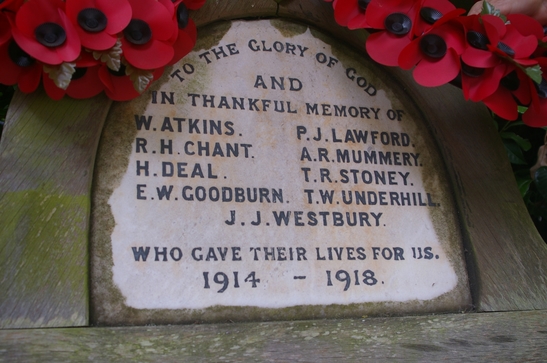 TO THE GLORY OF GOD
AND
IN THANKFUL MEMORY OF
W. ATKINS. P. J. LAWFORD.
R. H. CHANT. A. R. MUMMERY.
H. DEAL. T. R. STONEY.
E. W. GOODBURN. T. W. UNDERHILL.
J. J. WESTBURY.
WHO GAVE THEIR LIVES FOR US.
1914 - 1918.